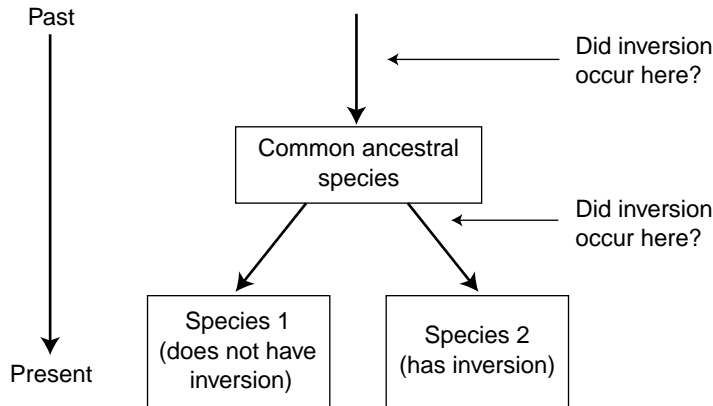 Past
Did inversion
occur here?
Common ancestral
species
Did inversion
occur here?
Species 1
(does not have
inversion)
Species 2
(has inversion)
Present